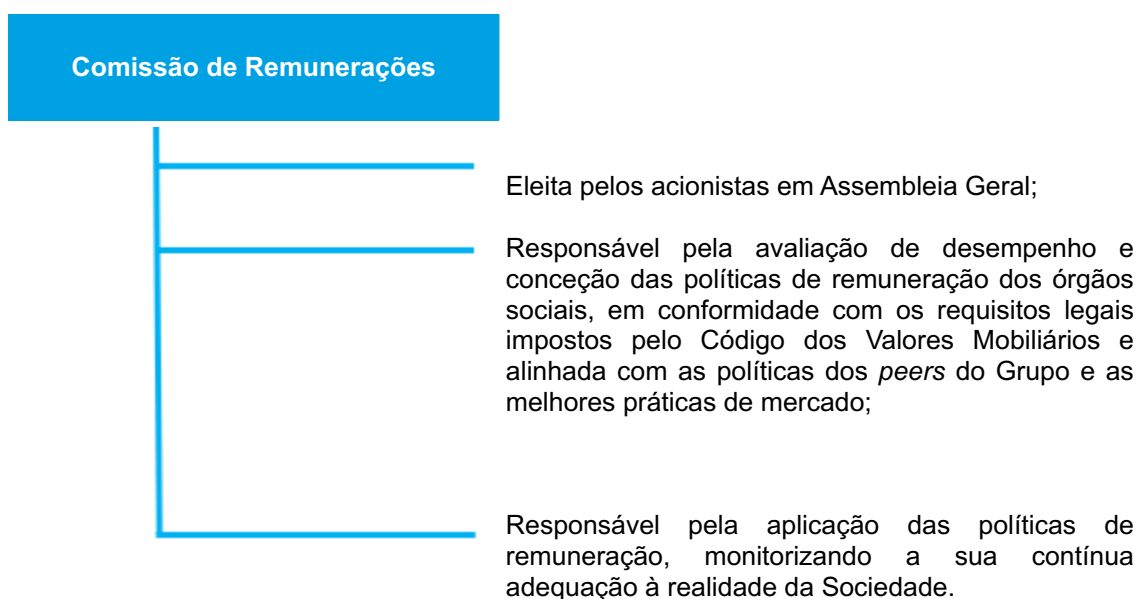 Comissão de Remunerações
Eleita pelos acionistas em Assembleia Geral;
Responsável pela avaliação de desempenho e
conceção das políticas de remuneração dos órgãos
sociais, em conformidade com os requisitos legais
impostos pelo Código dos Valores Mobiliários e
alinhada com as políticas dos peers do Grupo e as
melhores práticas de mercado;
Responsável pela aplicação das políticas de
remuneração, monitorizando a sua contínua
adequação à realidade da Sociedade.